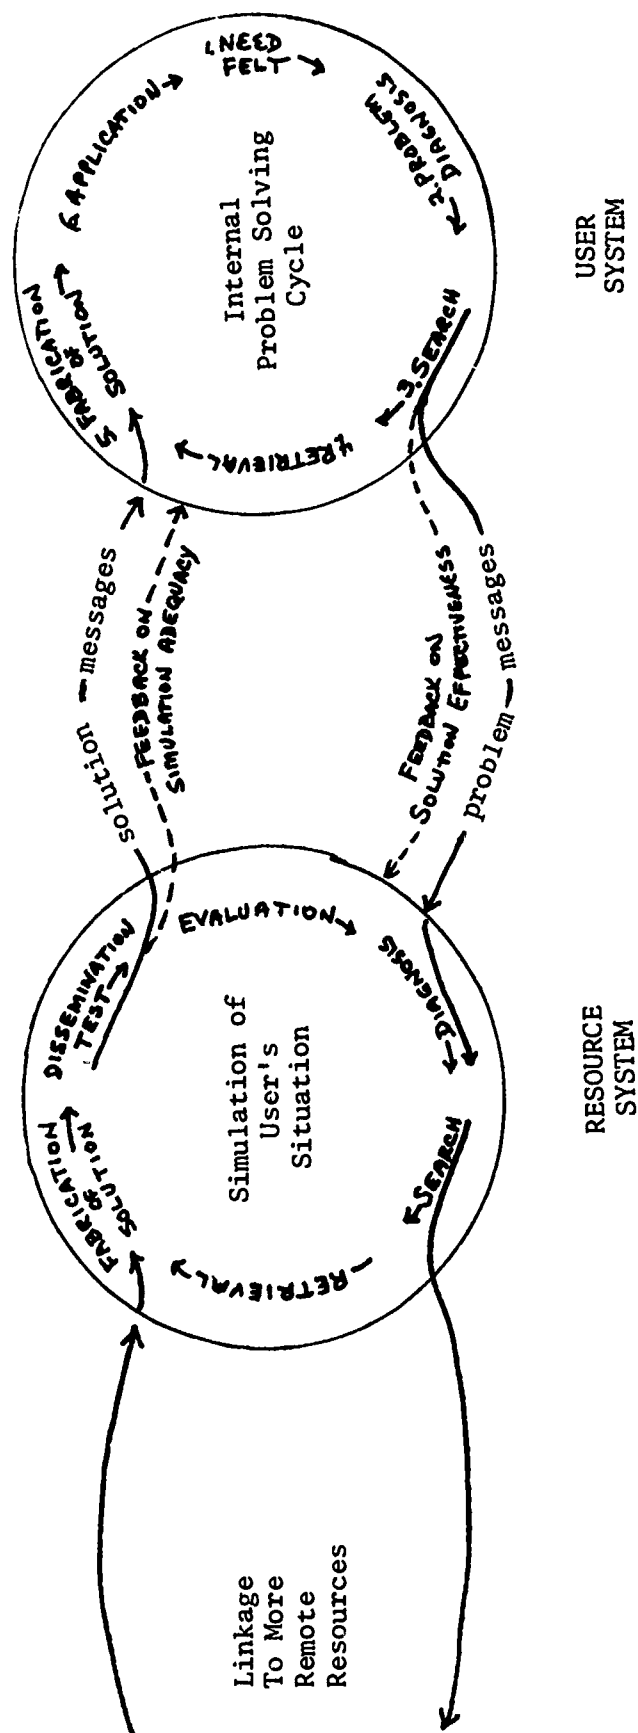 Linkage
To More
Remote
Resources
FABRICATION
OF
SOLUTION
DISSEMINATION
TEST
EVALUATION
DIAGNOSIS
SEARCH
RETRIEVAL
Simulation of
User's
Situation
solution — messages
FEEDBACK ON
SIMULATION ADEQUACY
FEEDBACK ON
SOLUTION EFFECTIVENESS
problem — messages
1. NEED
FELT
2. PROBLEM
DIAGNOSIS
3. SEARCH
4 RETRIEVAL
5. FABRICATION
OF
SOLUTION
6. APPLICATION
Internal
Problem Solving
Cycle
RESOURCE
SYSTEM
USER
SYSTEM